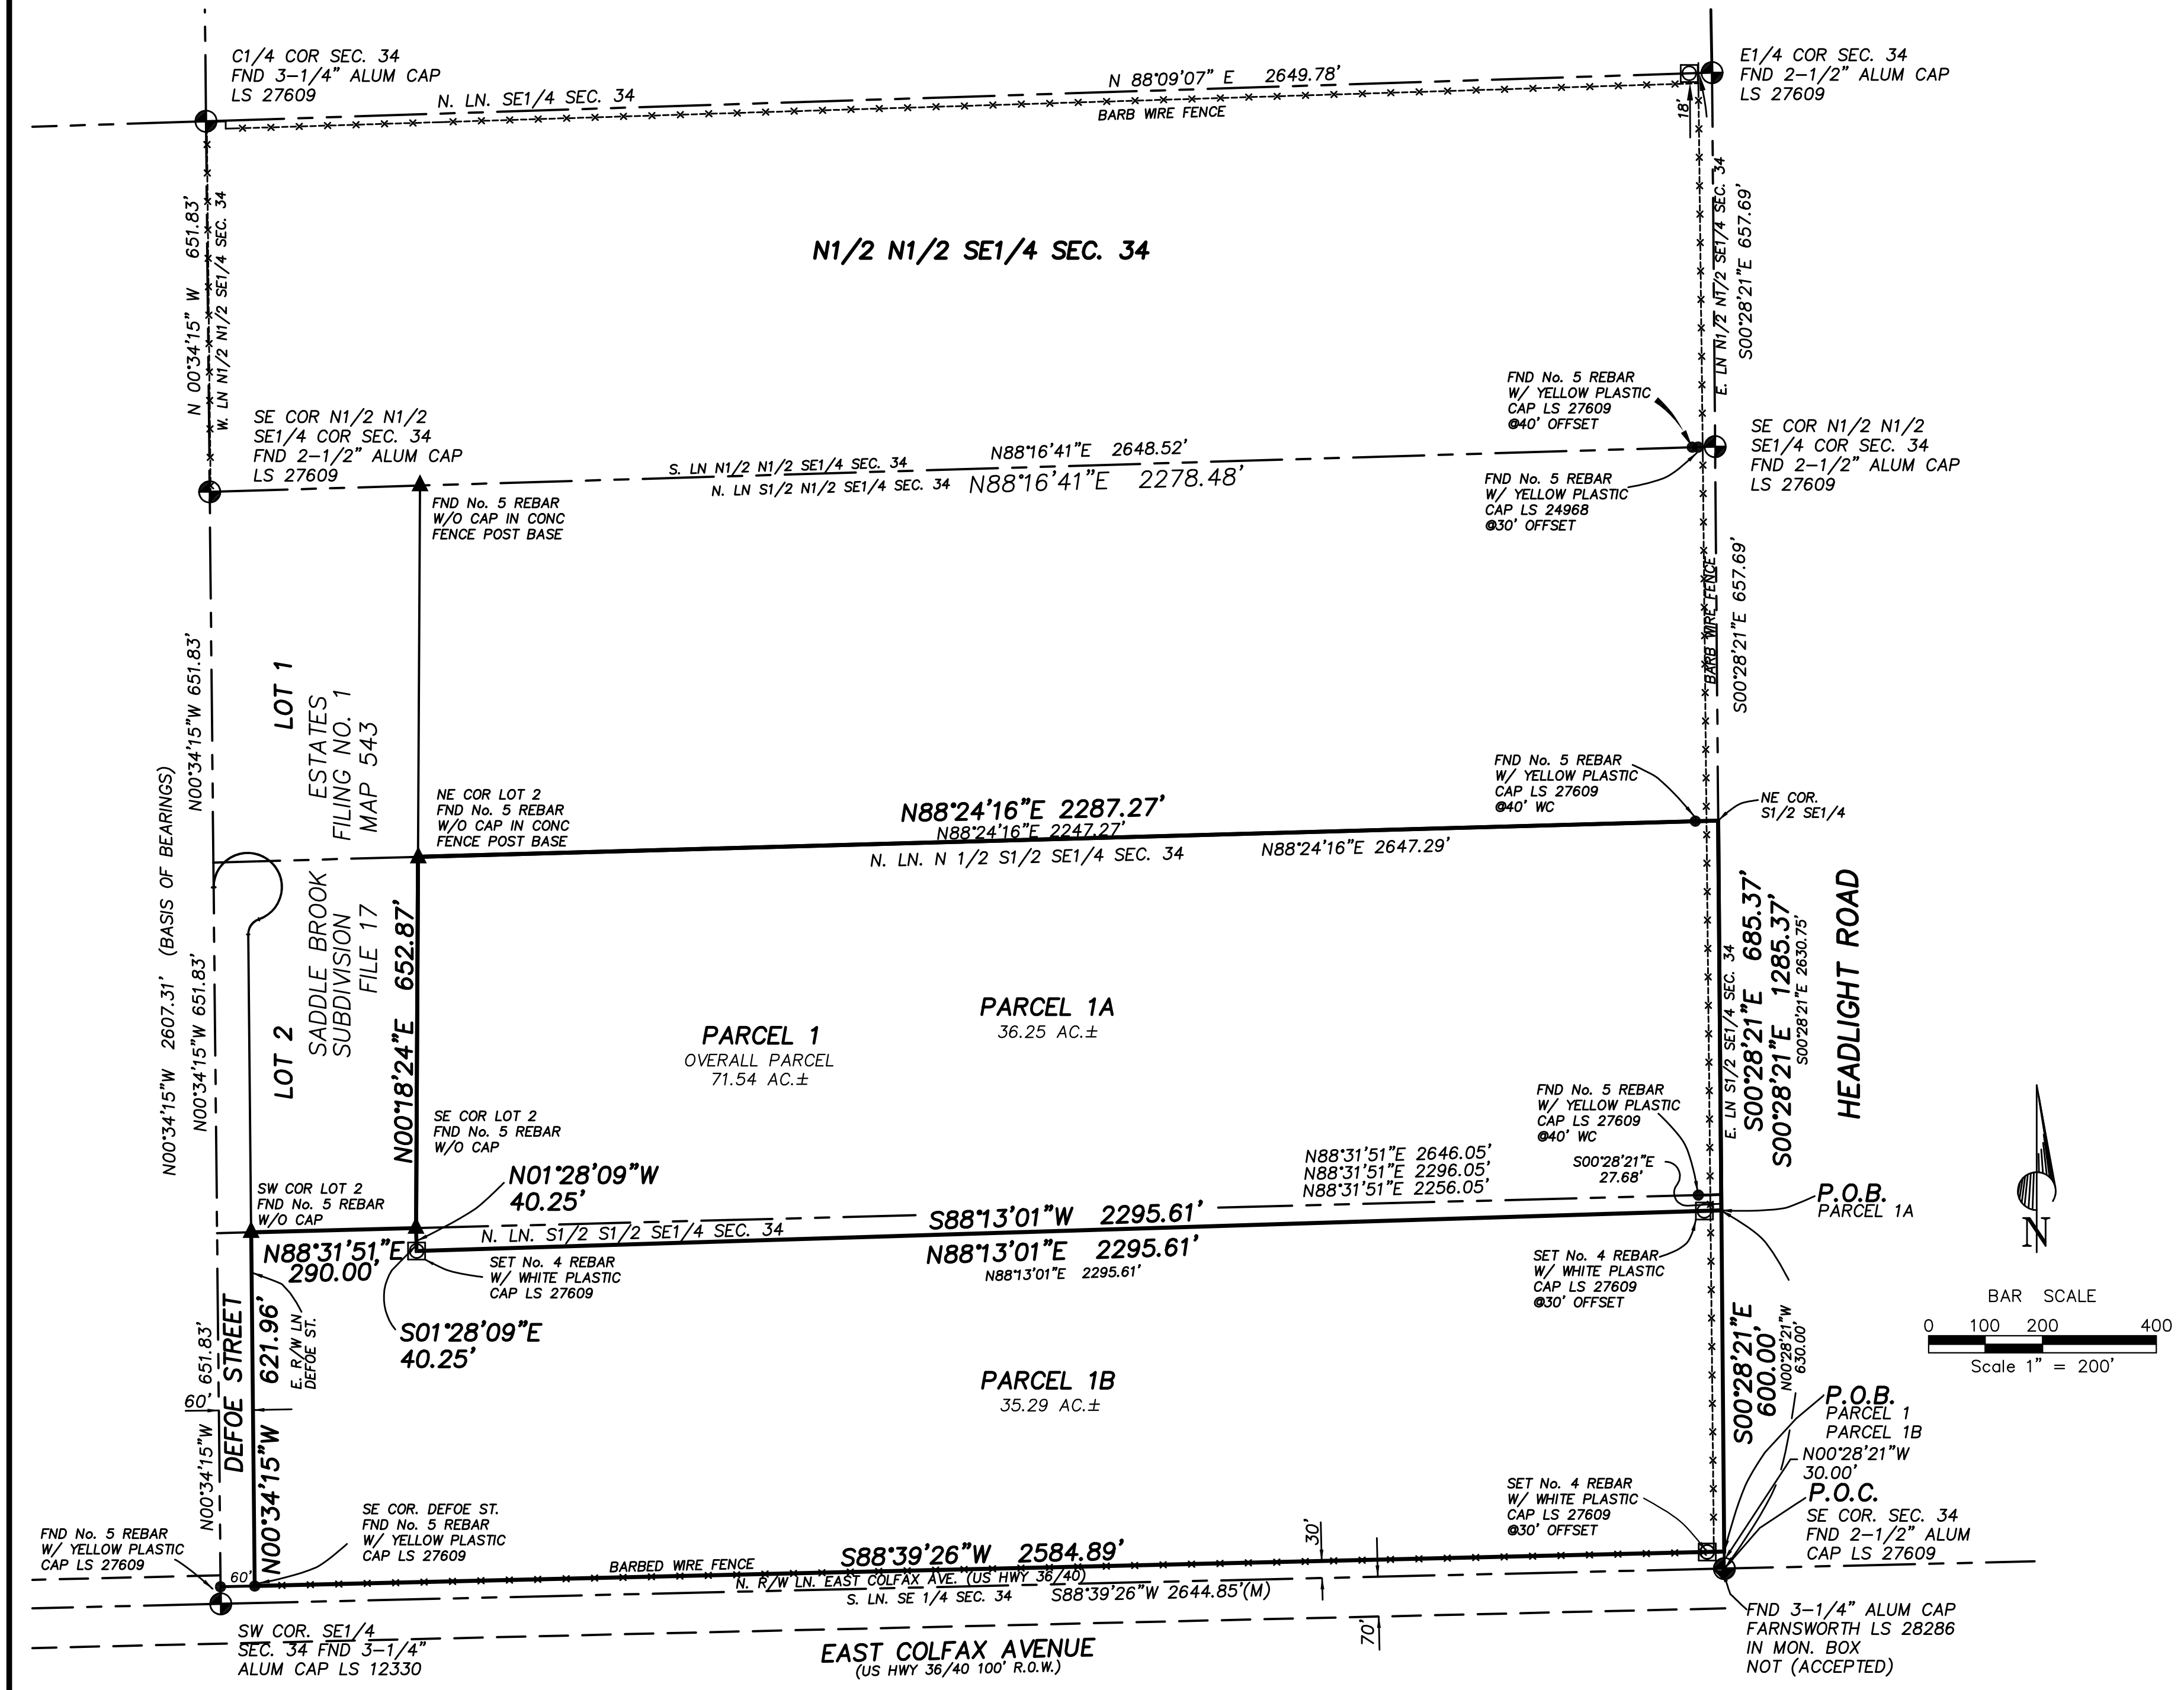 C1/4 COR SEC. 34
FND 3-1/4" ALUM CAP
LS 27609
N. LN. SE1/4 SEC. 34
N 88°09'07" E 2649.78'
BARB WIRE FENCE
18'
E1/4 COR SEC. 34
FND 2-1/2" ALUM CAP
LS 27609
N 00°34'15" W 651.83'
W. LN N1/2 N1/2 SE1/4 SEC. 34
N1/2 N1/2 SE1/4 SEC. 34
E. LN N1/2 N1/2 SE1/4 SEC. 34
S00°28'21"E 657.69'
SE COR N1/2 N1/2
SE1/4 COR SEC. 34
FND 2-1/2" ALUM CAP
LS 27609
FND No. 5 REBAR
W/ YELLOW PLASTIC
CAP LS 27609
@40' OFFSET
SE COR N1/2 N1/2
SE1/4 COR SEC. 34
FND 2-1/2" ALUM CAP
LS 27609
S. LN N1/2 N1/2 SE1/4 SEC. 34
N88°16'41"E 2648.52'
N. LN S1/2 N1/2 SE1/4 SEC. 34
N88°16'41"E 2278.48'
FND No. 5 REBAR
W/ YELLOW PLASTIC
CAP LS 24968
@30' OFFSET
FND No. 5 REBAR
W/O CAP IN CONC
FENCE POST BASE
BARB WIRE FENCE
S00°28'21"E 657.69'
N00°34'15"W 651.83'
LOT 1
ESTATES
FILING NO. 1
MAP 543
N00°34'15"W 2607.31' (BASIS OF BEARINGS)
NE COR LOT 2
FND No. 5 REBAR
W/O CAP IN CONC
FENCE POST BASE
N88°24'16"E 2287.27'
N88°24'16"E 2247.27'
N. LN. N 1/2 S1/2 SE1/4 SEC. 34
N88°24'16"E 2647.29'
FND No. 5 REBAR
W/ YELLOW PLASTIC
CAP LS 27609
@40' WC
NE COR.
S1/2 SE1/4
N00°34'15"W 651.83'
LOT 2
SADDLE BROOK
SUBDIVISION
FILE 17
N00°18'24"E 652.87'
PARCEL 1
OVERALL PARCEL
71.54 AC.±
PARCEL 1A
36.25 AC.±
E. LN S1/2 SE1/4 SEC. 34
S00°28'21"E 685.37'
S00°28'21"E 1285.37'
S00°28'21"E 2630.75'
HEADLIGHT ROAD
SE COR LOT 2
FND No. 5 REBAR
W/O CAP
N01°28'09"W
40.25'
FND No. 5 REBAR
W/ YELLOW PLASTIC
CAP LS 27609
@40' WC
N88°31'51"E 2646.05'
N88°31'51"E 2296.05'
N88°31'51"E 2256.05'
S00°28'21"E
27.68'
SW COR LOT 2
FND No. 5 REBAR
W/O CAP
P.O.B.
PARCEL 1A
N88°31'51"E
290.00'
N. LN. S1/2 S1/2 SE1/4 SEC. 34
S88°13'01"W 2295.61'
N88°13'01"E 2295.61'
N88°13'01"E 2295.61'
SET No. 4 REBAR
W/ WHITE PLASTIC
CAP LS 27609
SET No. 4 REBAR
W/ WHITE PLASTIC
CAP LS 27609
@30' OFFSET
S01°28'09"E
40.25'
N
BAR SCALE
0 100 200 400
Scale 1" = 200'
N00°34'15"W 651.83'
60'
DEFOE STREET
N00°34'15"W 621.96'
E. R/W LN
DEFOE ST.
PARCEL 1B
35.29 AC.±
S00°28'21"E
600.00'
N00°28'21"W
630.00'
P.O.B.
PARCEL 1
PARCEL 1B
N00°28'21"W
30.00'
P.O.C.
SE COR. SEC. 34
FND 2-1/2" ALUM
CAP LS 27609
SET No. 4 REBAR
W/ WHITE PLASTIC
CAP LS 27609
@30' OFFSET
FND No. 5 REBAR
W/ YELLOW PLASTIC
CAP LS 27609
SE COR. DEFOE ST.
FND No. 5 REBAR
W/ YELLOW PLASTIC
CAP LS 27609
60'
BARBED WIRE FENCE
S88°39'26"W 2584.89'
30'
N. R/W LN. EAST COLFAX AVE. (US HWY 36/40)
S. LN. SE 1/4 SEC. 34
S88°39'26"W 2644.85'(M)
70'
SW COR. SE1/4
SEC. 34 FND 3-1/4"
ALUM CAP LS 12330
EAST COLFAX AVENUE
(US HWY 36/40 100' R.O.W.)
FND 3-1/4" ALUM CAP
FARNSWORTH LS 28286
IN MON. BOX
NOT (ACCEPTED)